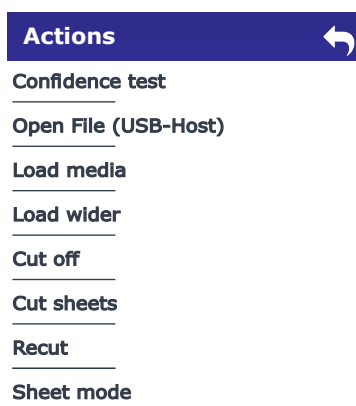 Actions
Confidence test
Open File (USB-Host)
Load media
Load wider
Cut off
Cut sheets
Recut
Sheet mode